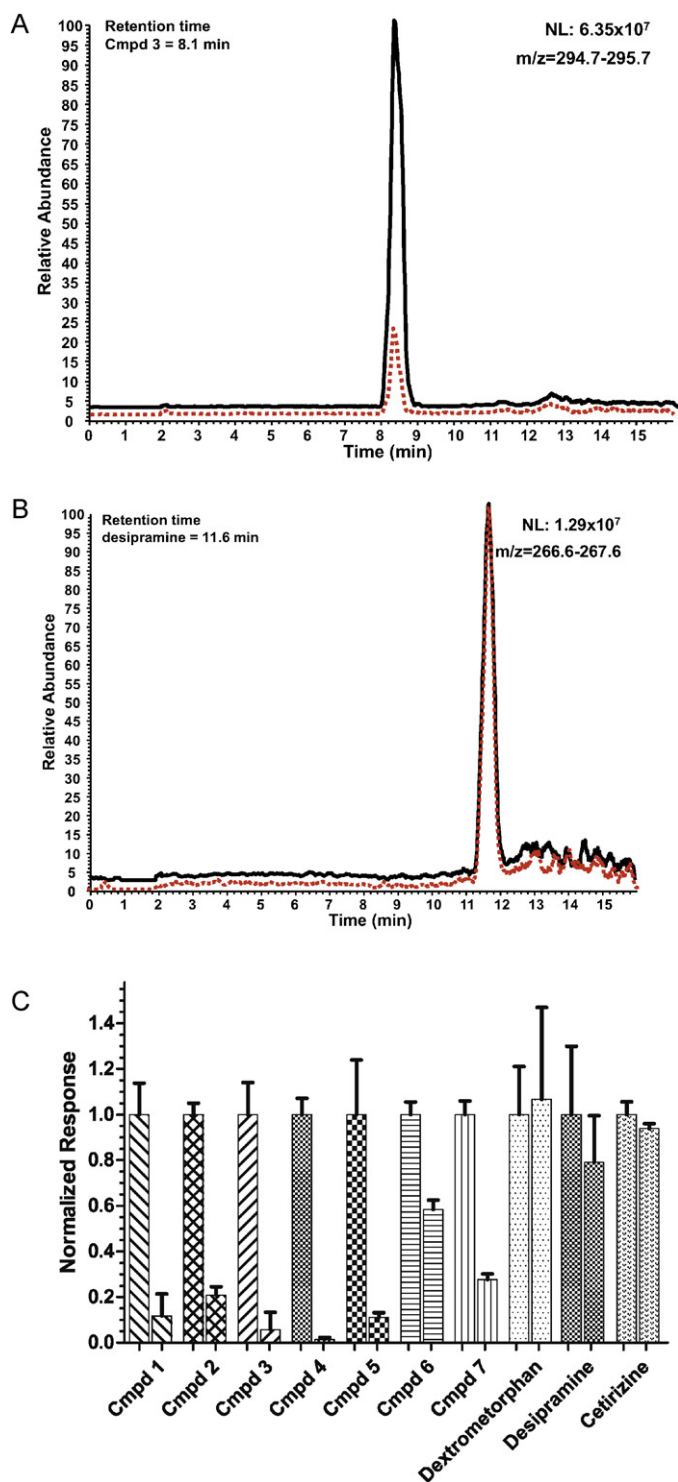 A
Retention time
Cmpd 3 = 8.1 min
NL: 6.35x10⁷
m/z=294.7-295.7
Relative Abundance
100
95
90
85
80
75
70
65
60
55
50
45
40
35
30
25
20
15
10
5
0
0 1 2 3 4 5 6 7 8 9 10 11 12 13 14 15
Time (min)
B
Retention time
desipramine = 11.6 min
NL: 1.29x10⁷
m/z=266.6-267.6
Relative Abundance
100
95
90
85
80
75
70
65
60
55
50
45
40
35
30
25
20
15
10
5
0
0 1 2 3 4 5 6 7 8 9 10 11 12 13 14 15
Time (min)
C
Normalized Response
1.4
1.2
1.0
0.8
0.6
0.4
0.2
0.0
Cmpd 1
Cmpd 2
Cmpd 3
Cmpd 4
Cmpd 5
Cmpd 6
Cmpd 7
Dextrometorphan
Desipramine
Cetirizine